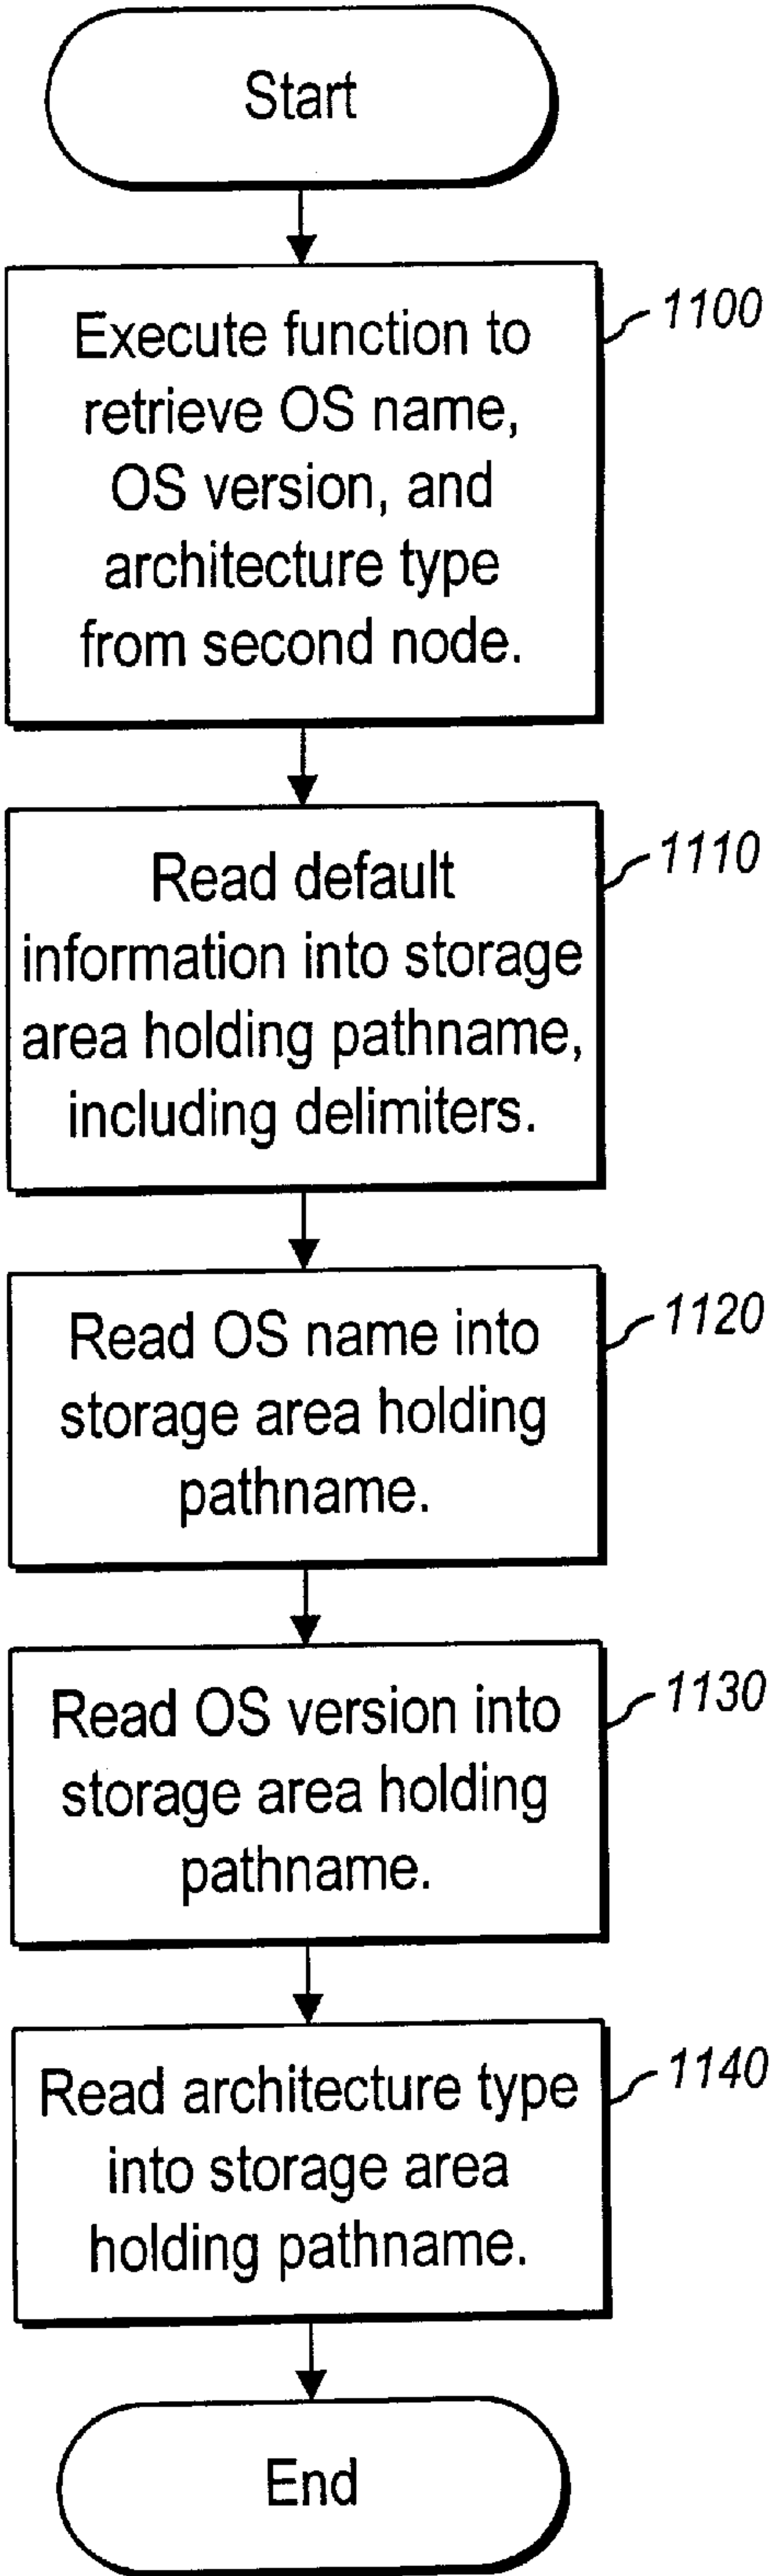 Start
Execute function to
retrieve OS name,
OS version, and
architecture type
from second node.
1100
Read default
information into storage
area holding pathname,
including delimiters.
1110
Read OS name into
storage area holding
pathname.
1120
Read OS version into
storage area holding
pathname.
1130
Read architecture type
into storage area
holding pathname.
1140
End